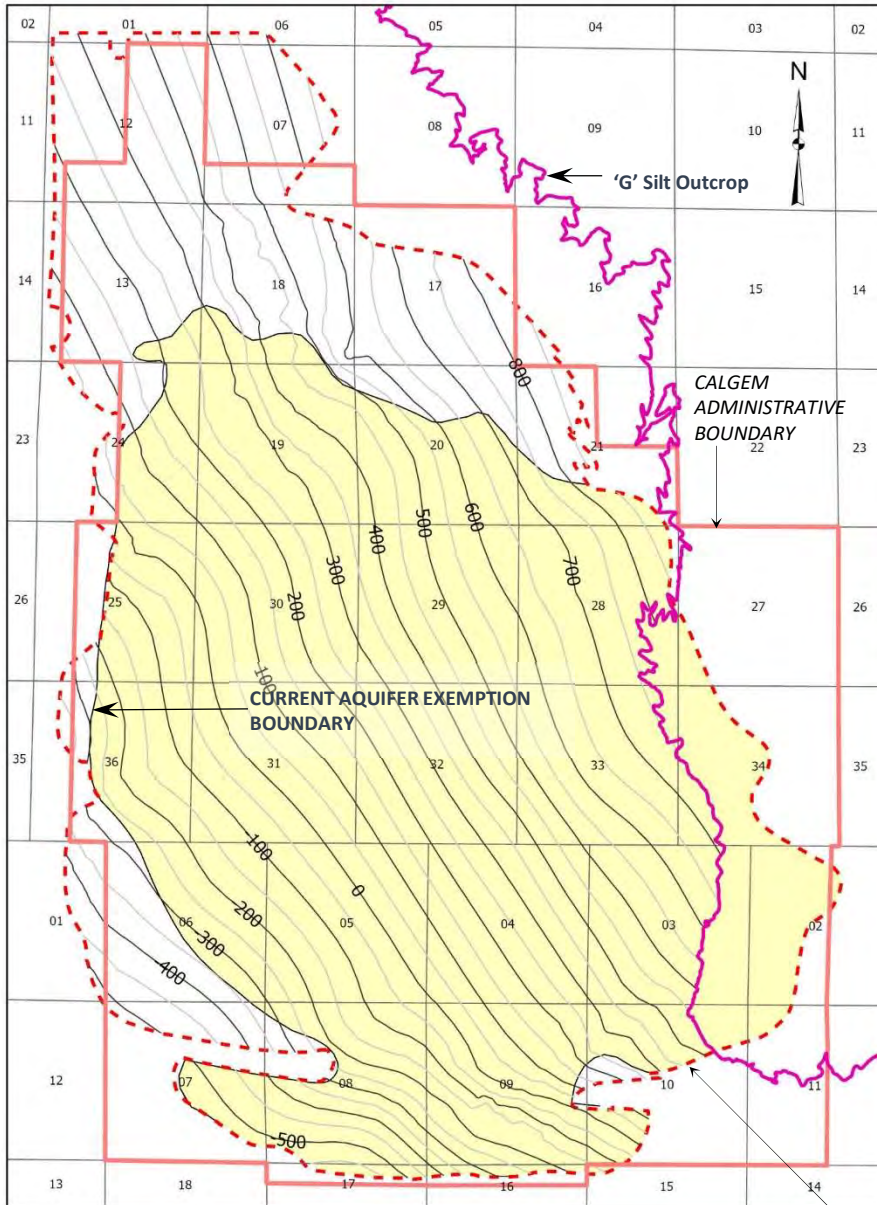 02 01 06 05 04 03 02
N
11 12 07 08 09 10 11
'G' Silt Outcrop
14 13 18 17 16 15 14
800
CALGEM
ADMINISTRATIVE
BOUNDARY
23 24 19 20 21 22 23
600
500
400
300
200
700
26 25 30 29 28 27 26
100
CURRENT AQUIFER EXEMPTION
BOUNDARY
35 36 31 32 33 34 35
-100
0
-200
-300
-400
01 06 05 04 03 02
12 07 08 09 10 11
-500
13 18 17 16 15 14